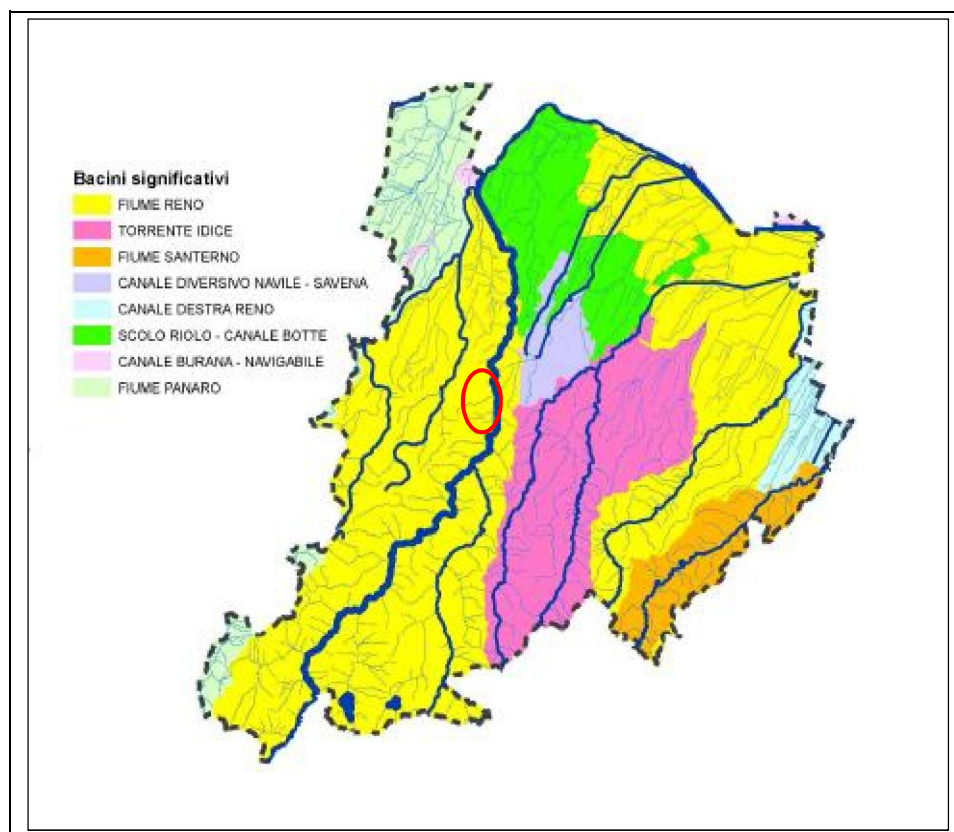 Bacini significativi
FIUME RENO
TORRENTE IDICE
FIUME SANTERNO
CANALE DIVERSIVO NAVILE - SAVENA
CANALE DESTRA RENO
SCOLO RIOLO - CANALE BOTTE
CANALE BURANA - NAVIGABILE
FIUME PANARO